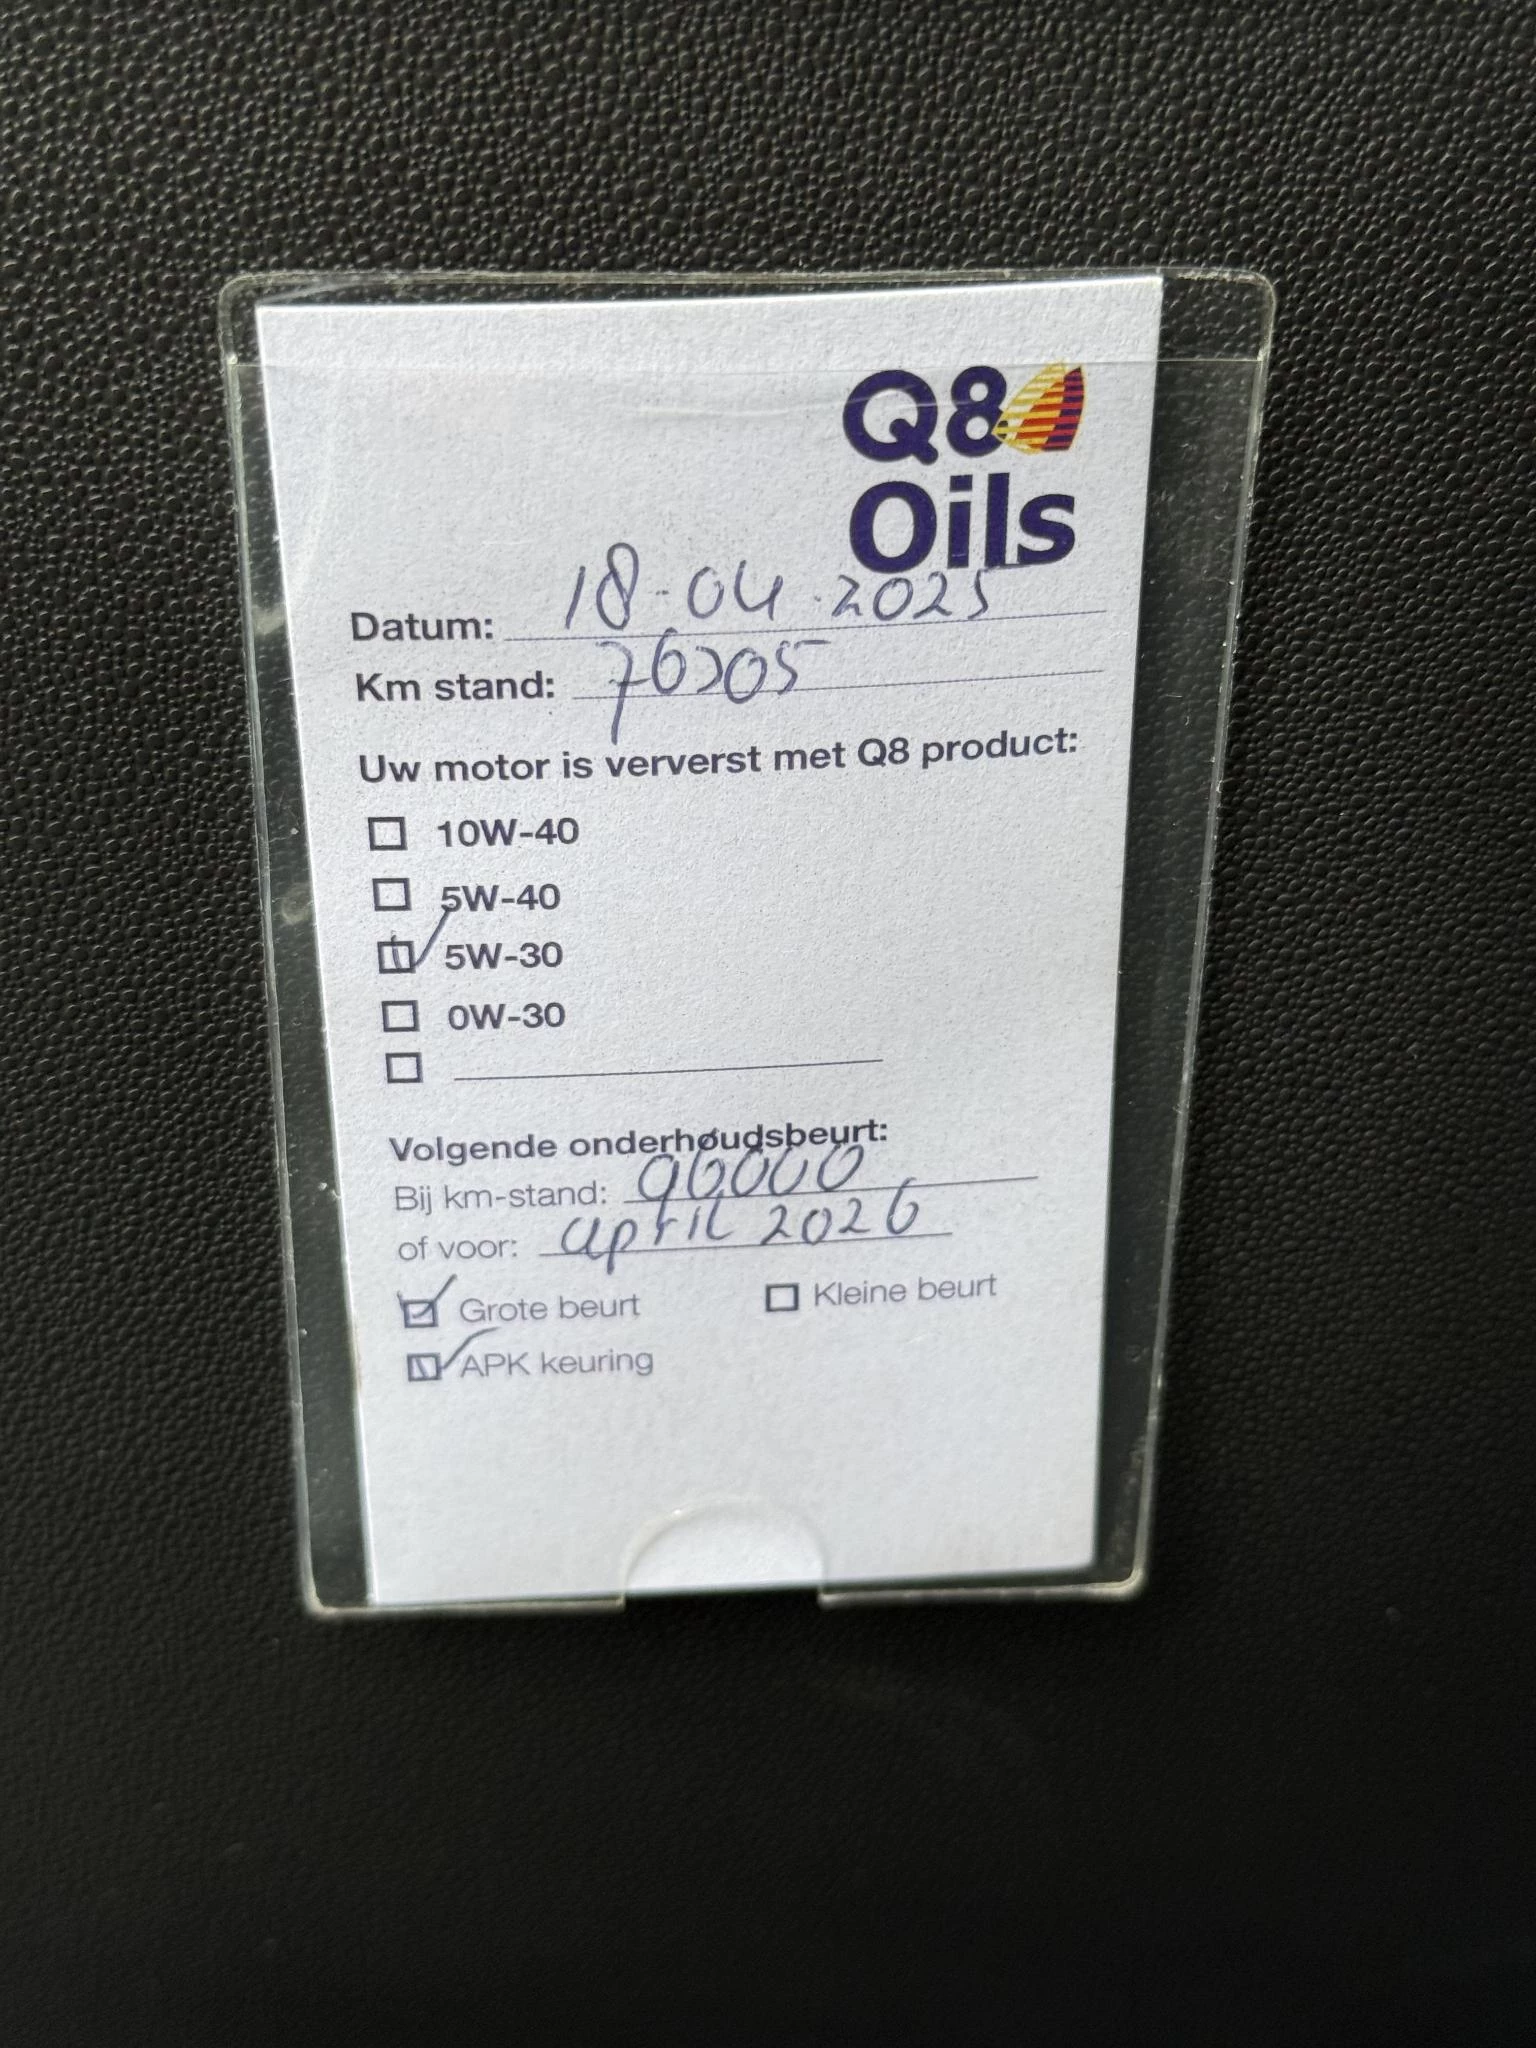 Q8
Oils
Datum: 18-04-2025
Km stand:
Uw motor is ververst met Q8 product:
10W-40
5W-40
5W-30
0W-30
Volgende onderhoudsbeurt:
Bij km-stand: 96000
of voor: april 2026
Grote beurt Kleine beurt
APK keuring